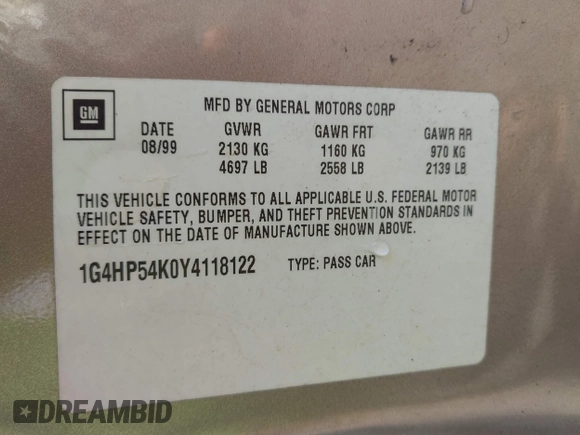 GM
MFD BY GENERAL MOTORS CORP
DATE GVWR GAWR FRT GAWR RR
08/99 2130 KG 1160 KG 970 KG
4697 LB 2558 LB 2139 LB
THIS VEHICLE CONFORMS TO ALL APPLICABLE U.S. FEDERAL MOTOR
VEHICLE SAFETY, BUMPER, AND THEFT PREVENTION STANDARDS IN
EFFECT ON THE DATE OF MANUFACTURE SHOWN ABOVE.
1G4HP54K0Y4118122 TYPE: PASS CAR
DREAMBID